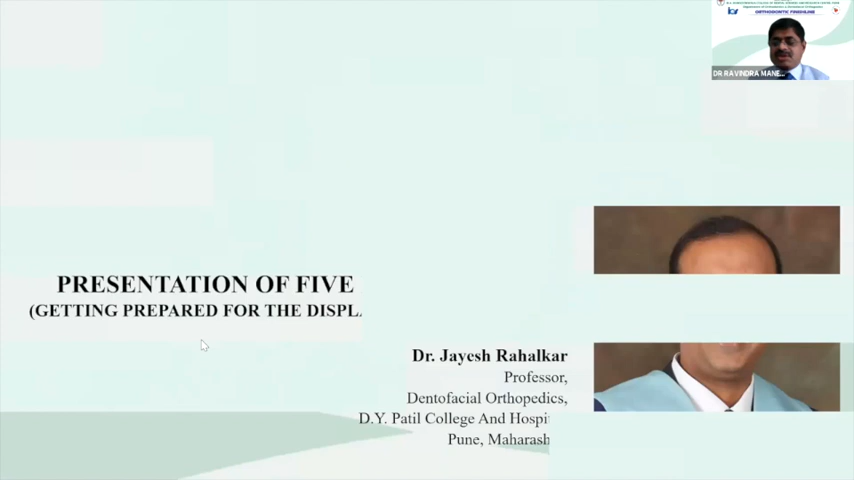 ORTHODONTIC FINISHLINE
DR RAVINDRA MANE...
PRESENTATION OF FIVE
(GETTING PREPARED FOR THE DISPL
Dr. Jayesh Rahalkar
Professor,
Dentofacial Orthopedics,
D.Y. Patil College And Hospi
Pune, Maharash